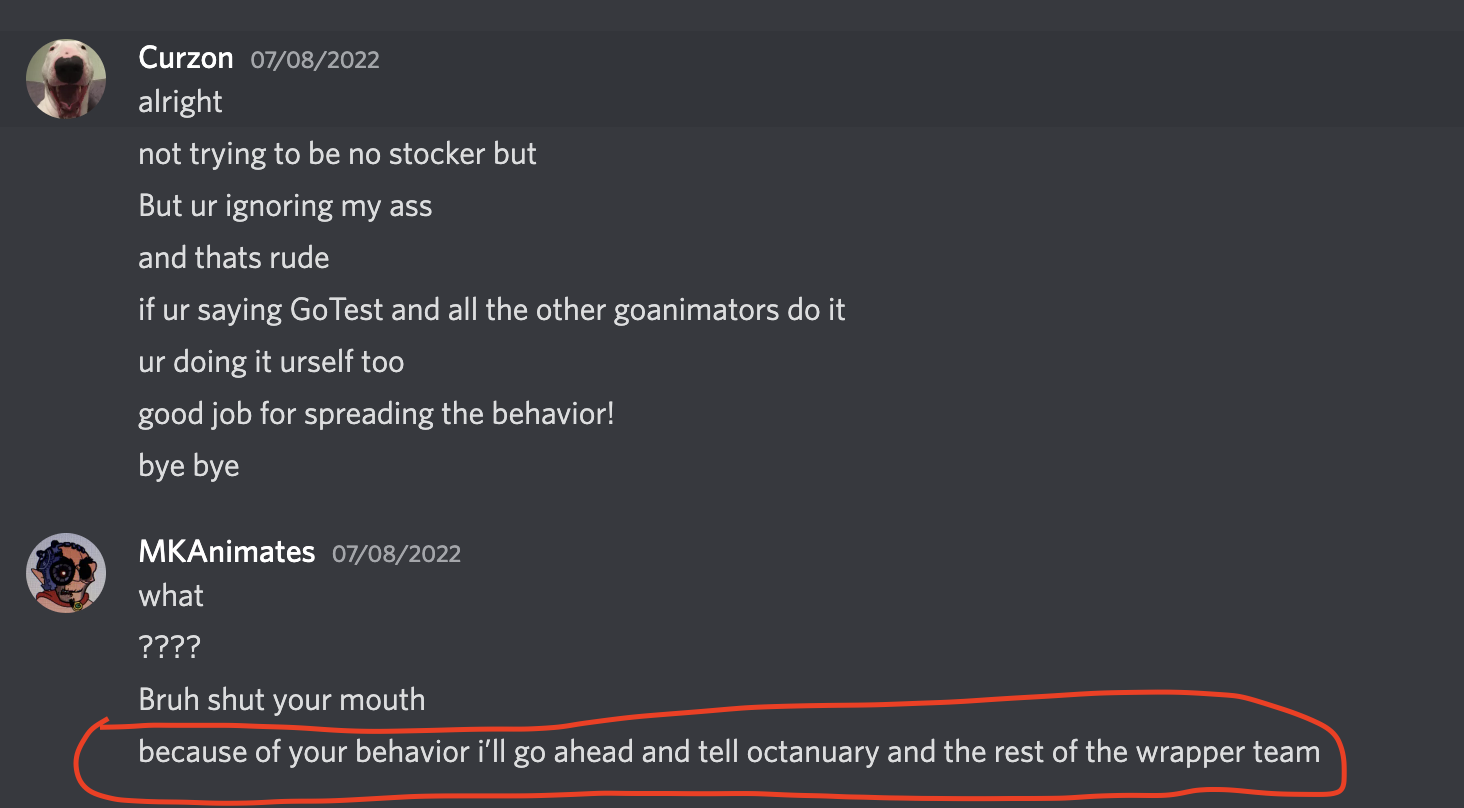 Curzon 07/08/2022
alright
not trying to be no stocker but
But ur ignoring my ass
and thats rude
if ur saying GoTest and all the other goanimators do it
ur doing it urself too
good job for spreading the behavior!
bye bye
MKAnimates 07/08/2022
what
????
Bruh shut your mouth
because of your behavior i’ll go ahead and tell octanuary and the rest of the wrapper team